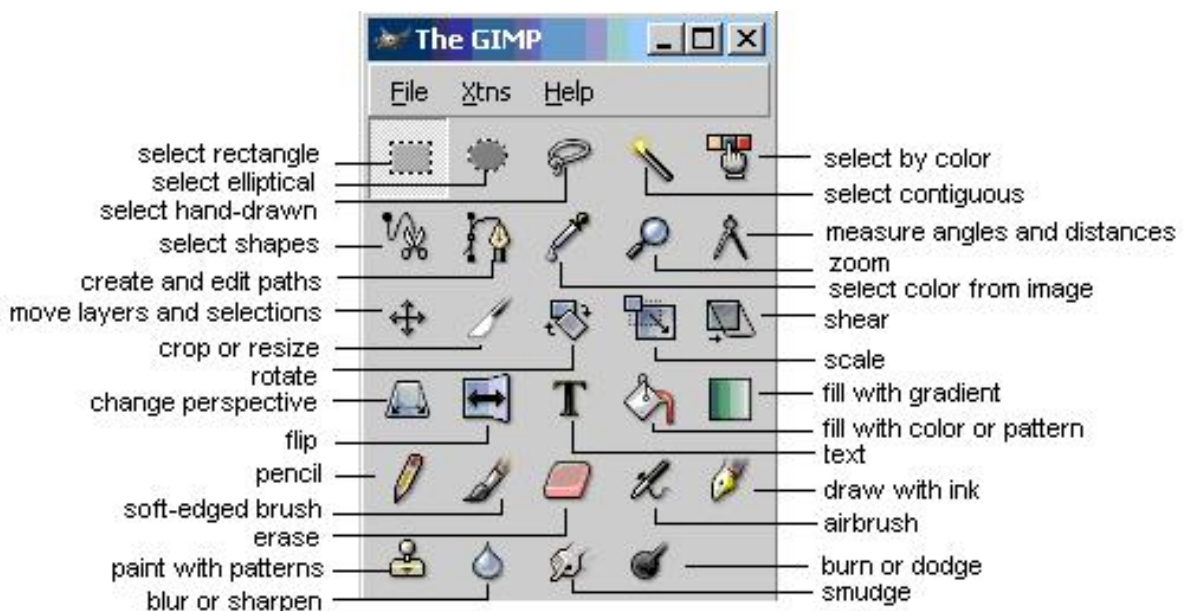 The GIMP
File Xtns Help
select rectangle
select elliptical
select hand-drawn
select shapes
create and edit paths
move layers and selections
crop or resize
rotate
change perspective
flip
pencil
soft-edged brush
erase
paint with patterns
blur or sharpen
select by color
select contiguous
measure angles and distances
zoom
select color from image
shear
scale
fill with gradient
fill with color or pattern
text
draw with ink
airbrush
burn or dodge
smudge